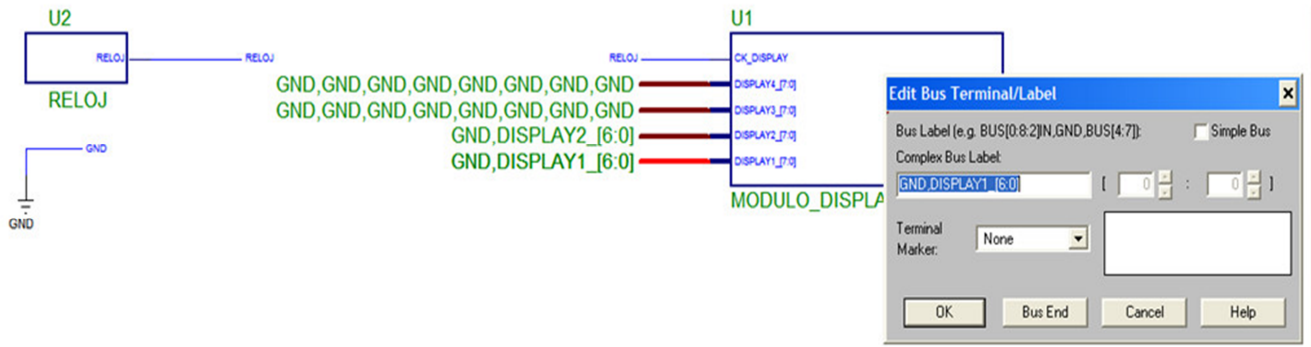 U2
RELOJ
RELOJ
RELOJ
GND
GND
U1
RELOJ
CK_DISPLAY
GND,GND,GND,GND,GND,GND,GND,GND
DISPLAY4_[7:0]
GND,GND,GND,GND,GND,GND,GND,GND
DISPLAY3_[7:0]
GND,DISPLAY2_[6:0]
DISPLAY2_[7:0]
GND,DISPLAY1_[6:0]
DISPLAY1_[7:0]
MODULO_DISPLA
Edit Bus Terminal/Label
Bus Label (e.g. BUS[0:8:2]IN,GND,BUS[4:7]):
Simple Bus
Complex Bus Label:
GND,DISPLAY1_[6:0]
[ 0 : 0 ]
Terminal
Marker:
None
OK
Bus End
Cancel
Help